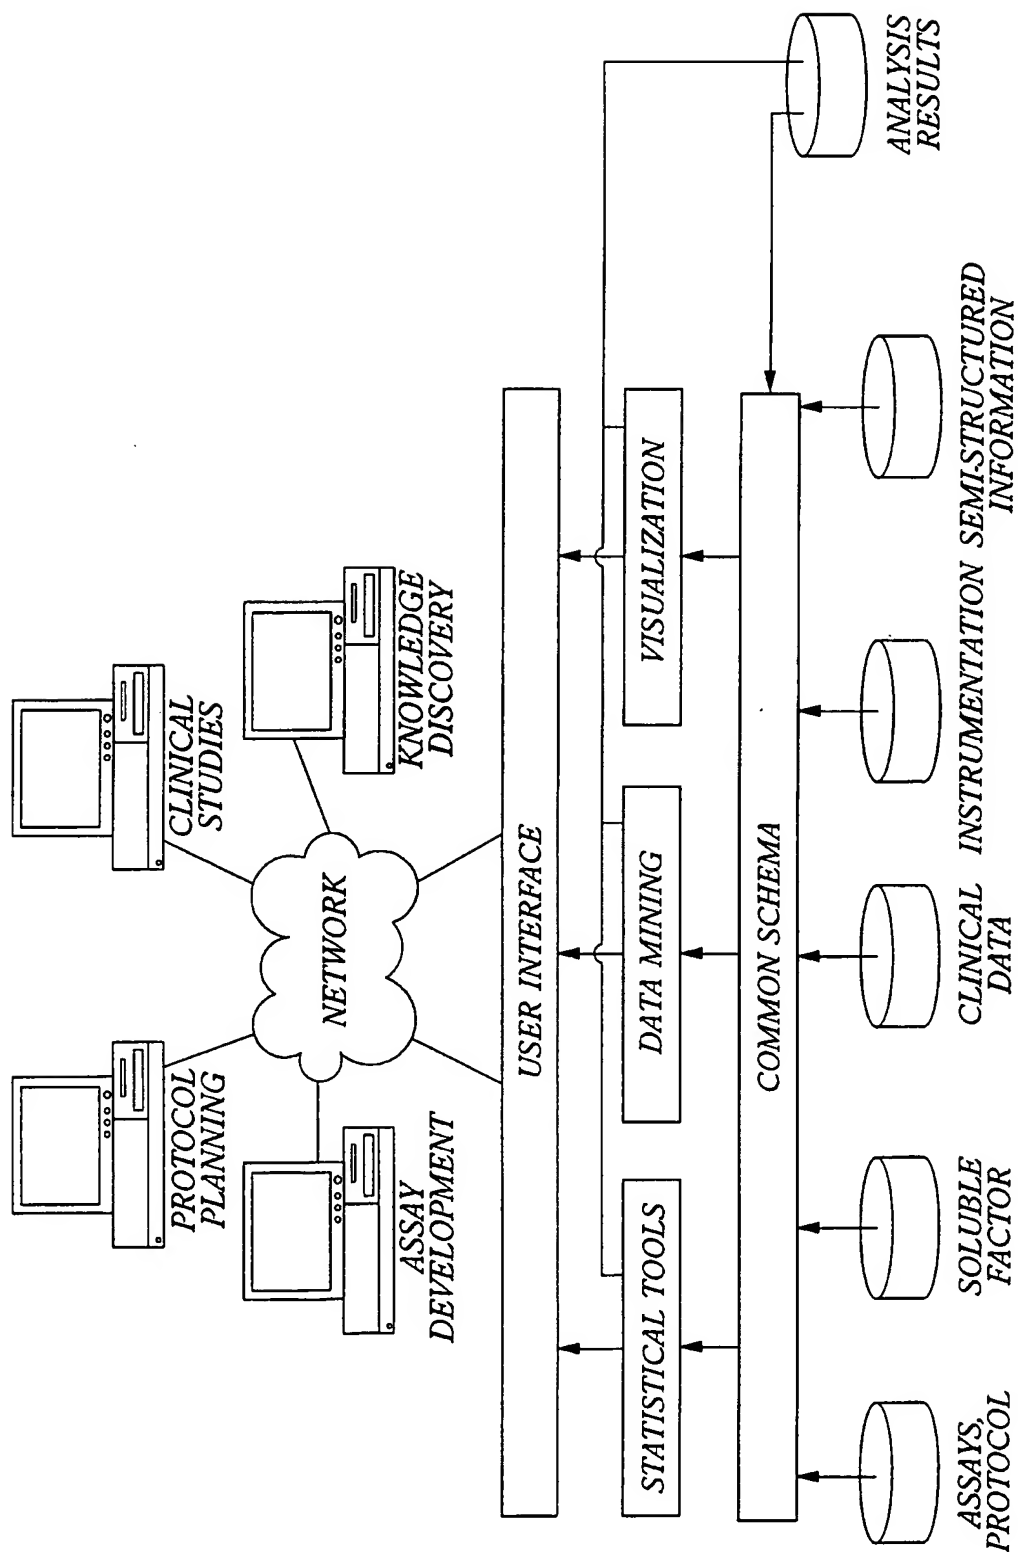 PROTOCOL
PLANNING
CLINICAL
STUDIES
ASSAY
DEVELOPMENT
KNOWLEDGE
DISCOVERY
NETWORK
USER INTERFACE
STATISTICAL TOOLS
DATA MINING
VISUALIZATION
COMMON SCHEMA
ASSAYS,
PROTOCOL
SOLUBLE
FACTOR
CLINICAL
DATA
INSTRUMENTATION
SEMI-STRUCTURED
INFORMATION
ANALYSIS
RESULTS